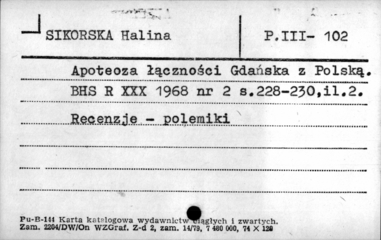 SIKORSKA Halina P.III- 102
Apoteoza łączności Gdańska z Polską.
BHS R XXX 1968 nr 2 s.228-230,il.2.
Recenzje - polemiki
Pu-B-144 Karta katalogowa wydawnictw ciągłych i zwartych.
Zam. 2204/DW/On WZGraf. Z-d 2, zam. 14/79, 7 460 000, 74 X 128